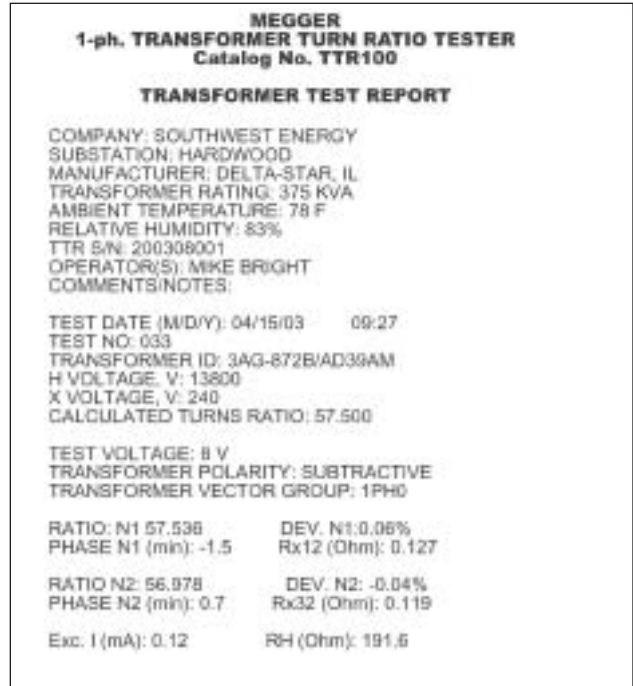 MEGGER
1-ph. TRANSFORMER TURN RATIO TESTER
Catalog No. TTR100
TRANSFORMER TEST REPORT
COMPANY: SOUTHWEST ENERGY
SUBSTATION: HARDWOOD
MANUFACTURER: DELTA-STAR, IL
TRANSFORMER RATING: 375 KVA
AMBIENT TEMPERATURE: 78 F
RELATIVE HUMIDITY: 83%
TTR S/N: 200308001
OPERATOR(S): MIKE BRIGHT
COMMENTS/NOTES:
TEST DATE (M/D/Y): 04/15/03 09:27
TEST NO: 033
TRANSFORMER ID: 3AG-872B/AD39AM
H VOLTAGE, V: 13800
X VOLTAGE, V: 240
CALCULATED TURNS RATIO: 57.500
TEST VOLTAGE: 8 V
TRANSFORMER POLARITY: SUBTRACTIVE
TRANSFORMER VECTOR GROUP: 1PH0
RATIO: N1 57.536 DEV. N1:0.06%
PHASE N1 (min): -1.5 Rx12 (Ohm): 0.127
RATIO N2: 56.978 DEV. N2: -0.04%
PHASE N2 (min): 0.7 Rx32 (Ohm): 0.119
Exc. I (mA): 0.12 RH (Ohm): 191.6